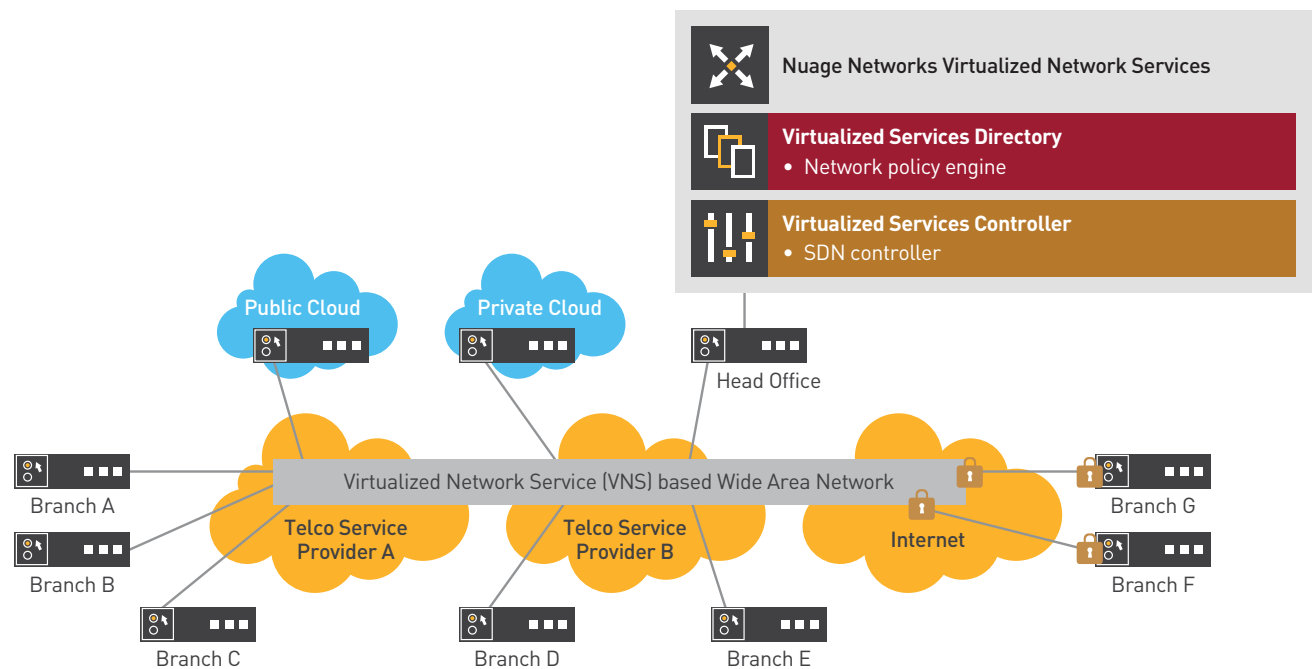 Nuage Networks Virtualized Network Services
Virtualized Services Directory
• Network policy engine
Virtualized Services Controller
• SDN controller
Public Cloud
Private Cloud
Head Office
Branch A
Virtualized Network Service (VNS) based Wide Area Network
Branch G
Telco Service
Provider A
Telco Service
Provider B
Internet
Branch B
Branch F
Branch C
Branch D
Branch E